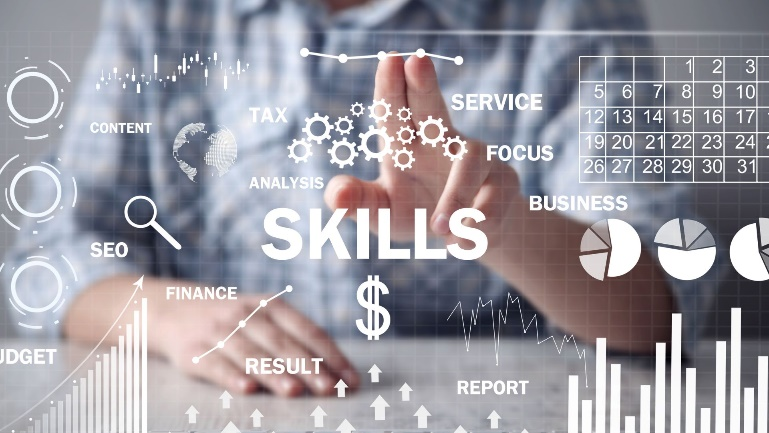 SERVICE
TAX
CONTENT
FOCUS
ANALYSIS
BUSINESS
SKILLS
SEO
$
FINANCE
UDGET
RESULT
REPORT
1 2 3
5 6 7 8 9 10
12 13 14 15 16 17
19 20 21 22 23 24
26 27 28 29 30 31